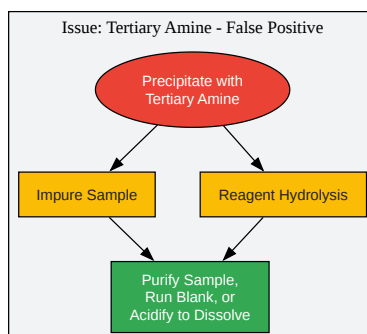 Issue: Tertiary Amine - False Positive
Precipitate with
Tertiary Amine
Impure Sample
Reagent Hydrolysis
Purify Sample,
Run Blank, or
Acidify to Dissolve